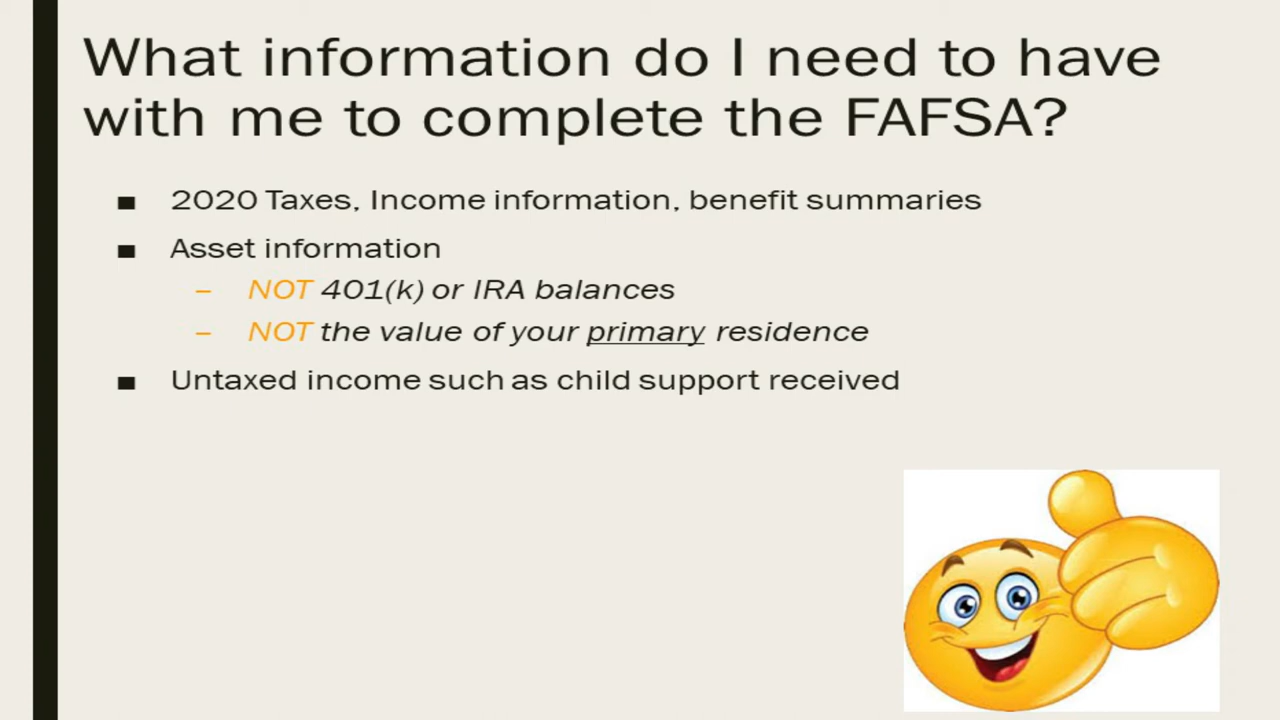 What information do I need to have
with me to complete the FAFSA?
■ 2020 Taxes, Income information, benefit summaries
■ Asset information
– NOT 401(k) or IRA balances
– NOT the value of your primary residence
■ Untaxed income such as child support received